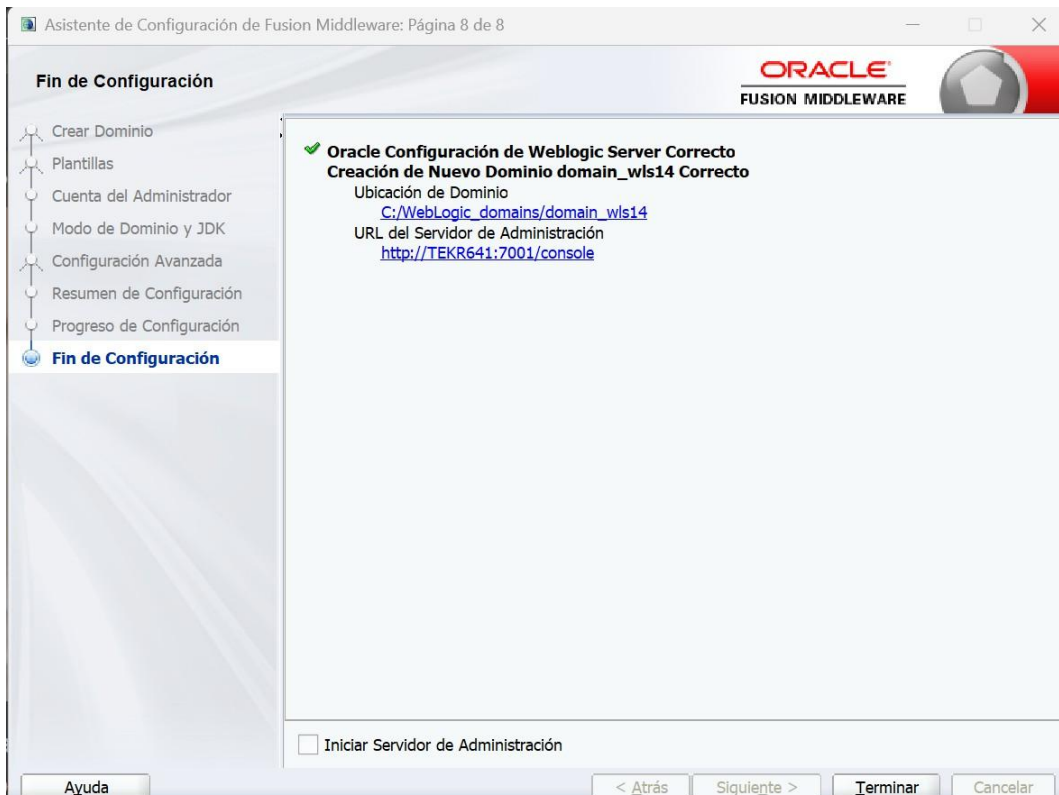 Asistente de Configuración de Fusion Middleware: Página 8 de 8
Fin de Configuración
ORACLE
FUSION MIDDLEWARE
Crear Dominio
Plantillas
Cuenta del Administrador
Modo de Dominio y JDK
Configuración Avanzada
Resumen de Configuración
Progreso de Configuración
Fin de Configuración
Oracle Configuración de Weblogic Server Correcto
Creación de Nuevo Dominio domain_wls14 Correcto
Ubicación de Dominio
C:/WebLogic_domains/domain_wls14
URL del Servidor de Administración
http://TEKR641:7001/console
Iniciar Servidor de Administración
Ayuda
< Atrás
Siguiente >
Terminar
Cancelar